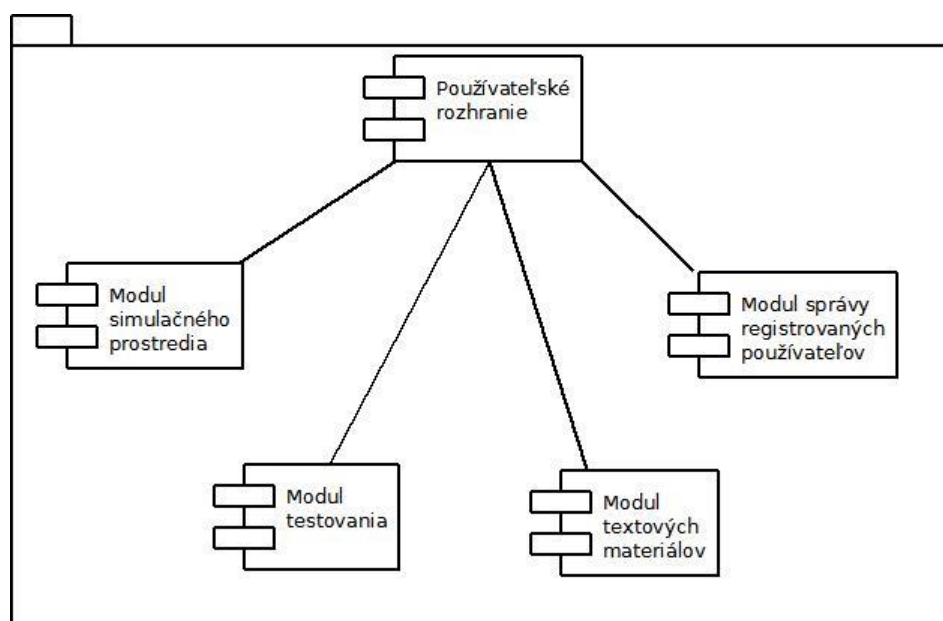 Používateľské
rozhranie
Modul
simulačného
prostredia
Modul správy
registrovaných
používateľov
Modul
testovania
Modul
textových
materiálov